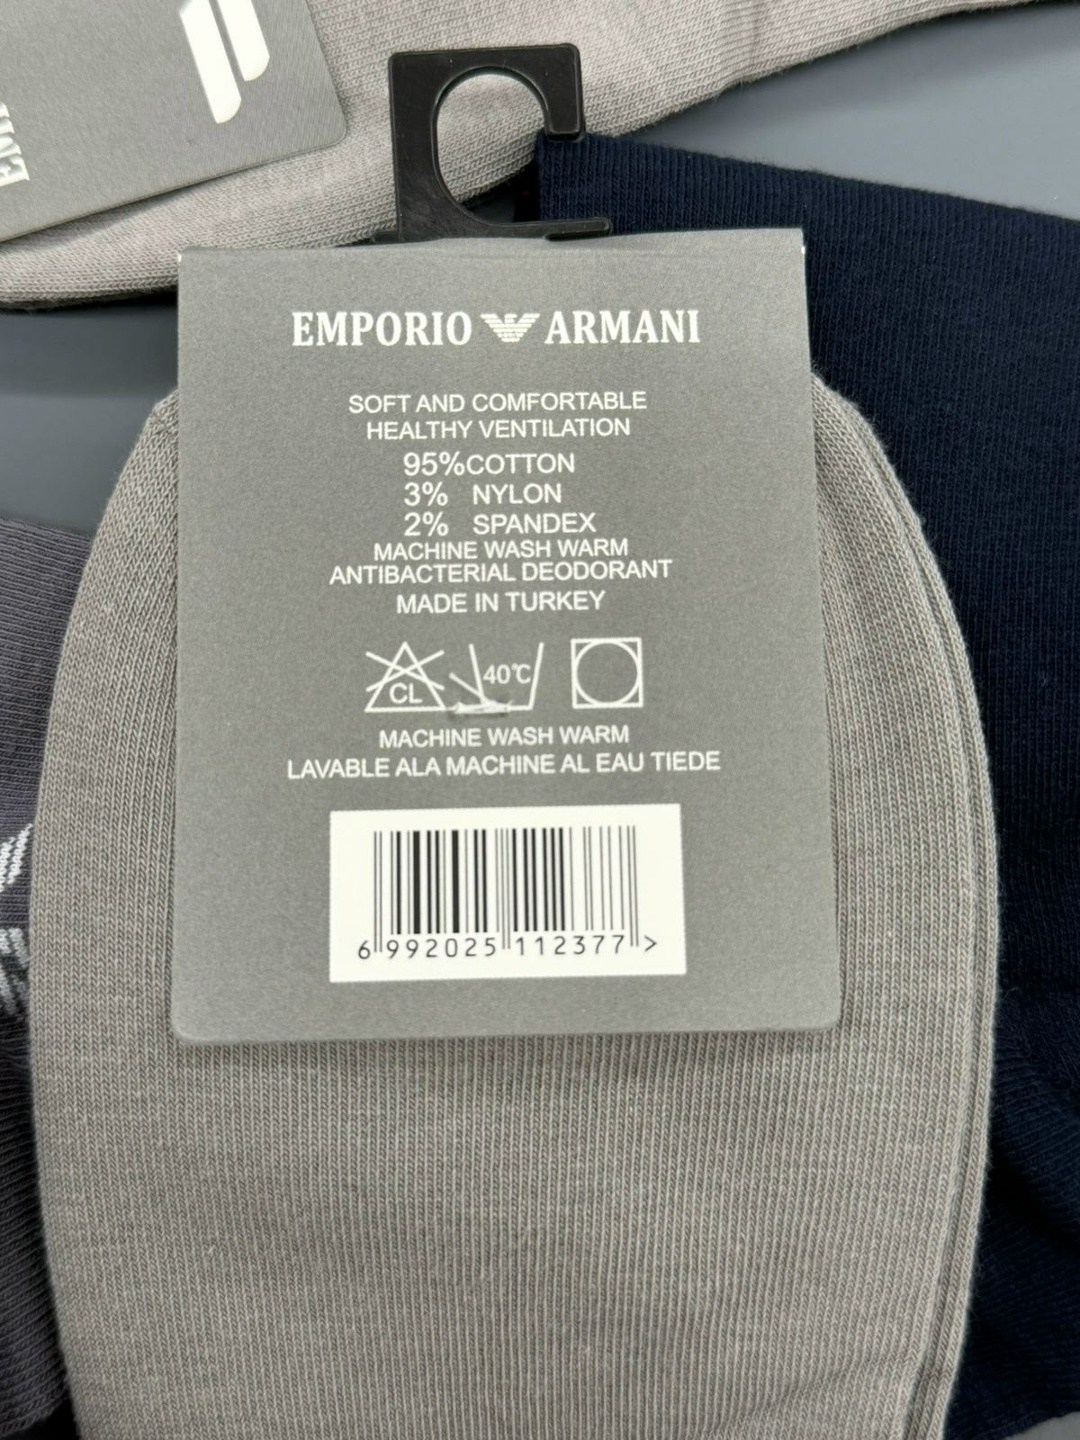 EMPORIO ARMANI
SOFT AND COMFORTABLE
HEALTHY VENTILATION
95%COTTON
3% NYLON
2% SPANDEX
MACHINE WASH WARM
ANTIBACTERIAL DEODORANT
MADE IN TURKEY
CL 40℃
MACHINE WASH WARM
LAVABLE ALA MACHINE AL EAU TIEDE
6 992025 112377 >